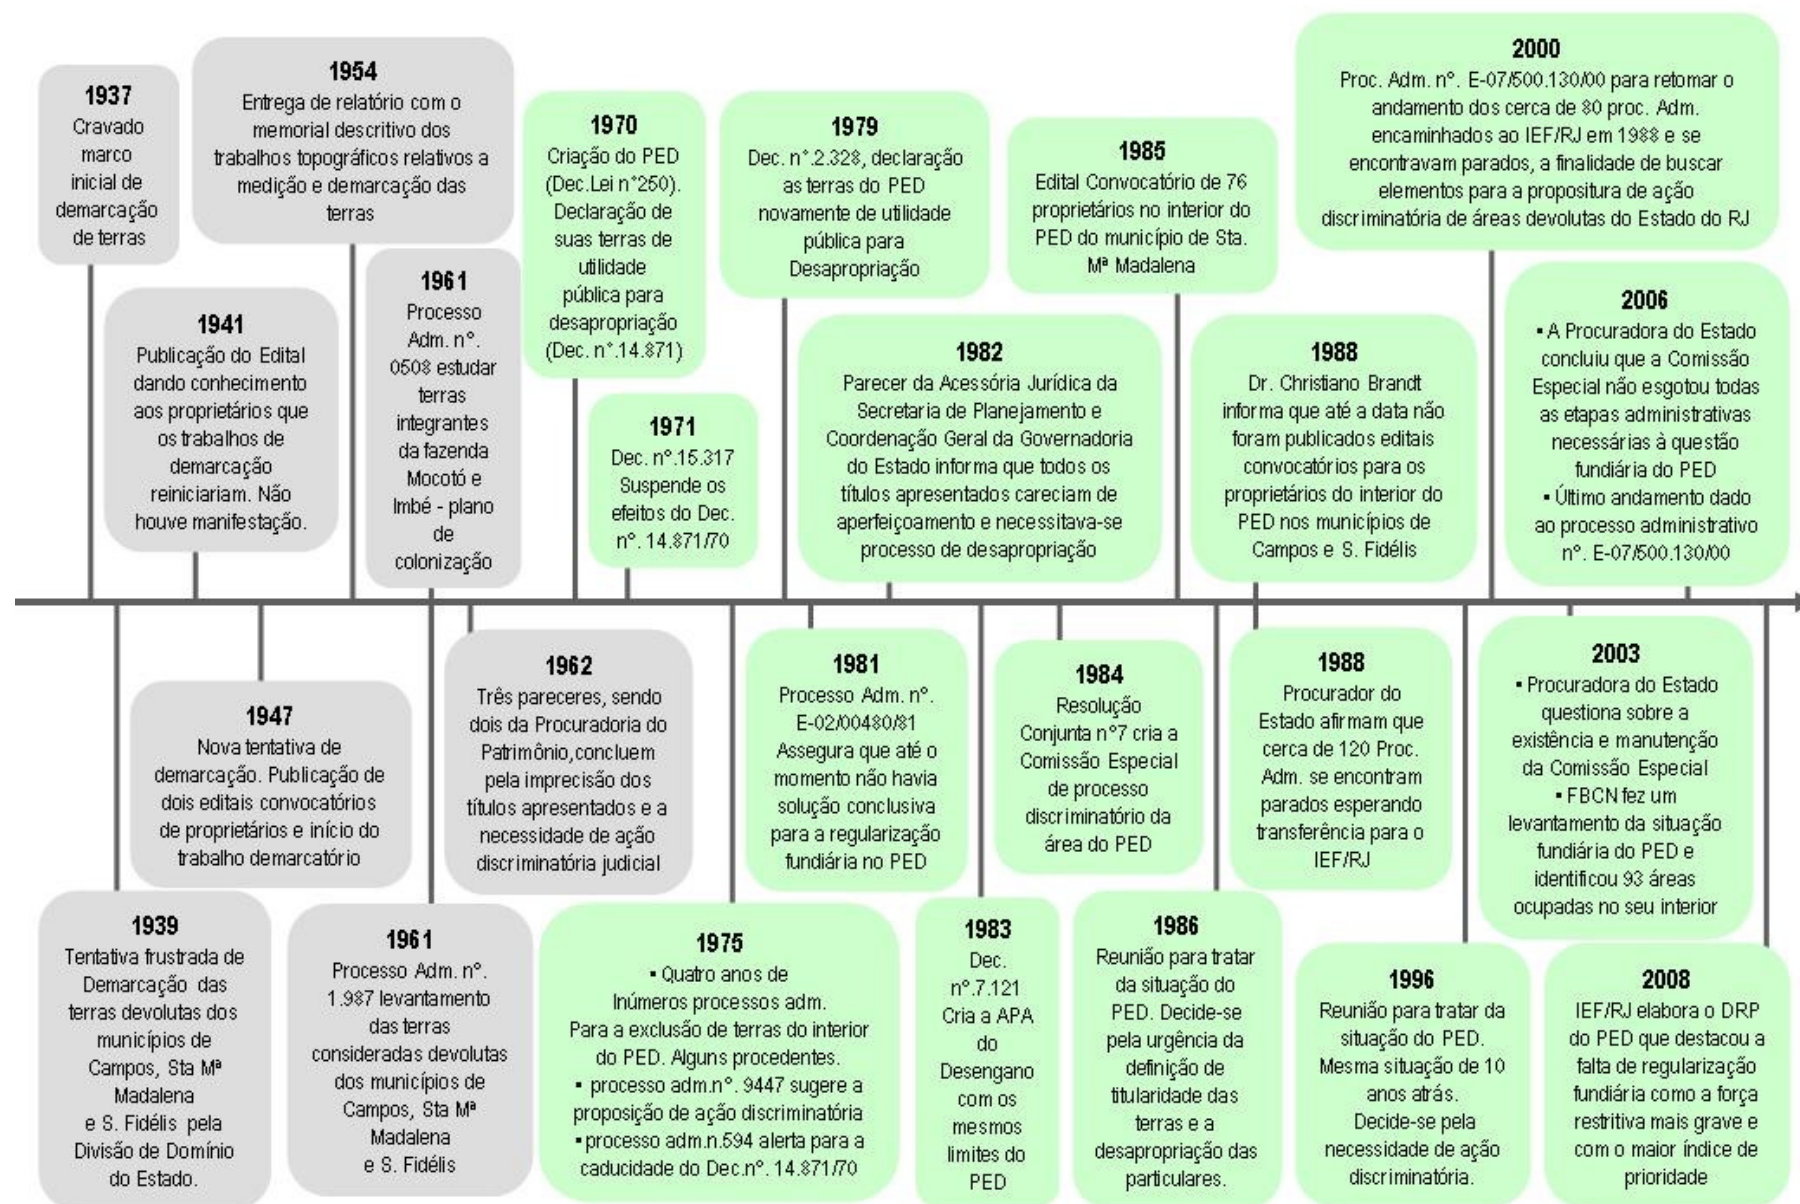 1937
Cravado
marco
inicial de
demarcação
de terras
1954
Entrega de relatório com o
memorial descritivo dos
trabalhos topográficos relativos a
medição e demarcação das
terras
1941
Publicação do Edital
dando conhecimento
aos proprietários que
os trabalhos de
demarcação
reiniciariam. Não
houve manifestação.
1961
Processo
Adm. n°.
0508 estudar
terras
integrantes
da fazenda
Mocotó e
Imbé - plano
de
colonização
1970
Criação do PED
(Dec.Lei n°250).
Declaração de
suas terras de
utilidade
pública para
desapropriação
(Dec. n°.14.871)
1971
Dec. n°.15.317
Suspende os
efeitos do Dec.
n°. 14.871/70
1979
Dec. n°.2.328, declaração
as terras do PED
novamente de utilidade
pública para
Desapropriação
1982
Parecer da Acessória Jurídica da
Secretaria de Planejamento e
Coordenação Geral da Governadoria
do Estado informa que todos os
títulos apresentados careciam de
aperfeiçoamento e necessitava-se
processo de desapropriação
1985
Edital Convocatório de 76
proprietários no interior do
PED do município de Sta.
Mª Madalena
1988
Dr. Christiano Brandt
informa que até a data não
foram publicados editais
convocatórios para os
proprietários do interior do
PED nos municípios de
Campos e S. Fidélis
2000
Proc. Adm. n°. E-07/500.130/00 para retomar o
andamento dos cerca de 80 proc. Adm.
encaminhados ao IEF/RJ em 1988 e se
encontravam parados, a finalidade de buscar
elementos para a propositura de ação
discriminatória de áreas devolutas do Estado do RJ
2006
▪ A Procuradora do Estado
concluiu que a Comissão
Especial não esgotou todas
as etapas administrativas
necessárias à questão
fundiária do PED
▪ Último andamento dado
ao processo administrativo
n°. E-07/500.130/00
1939
Tentativa frustrada de
Demarcação das
terras devolutas dos
municípios de
Campos, Sta Mª
Madalena
e S. Fidélis pela
Divisão de Domínio
do Estado.
1947
Nova tentativa de
demarcação. Publicação de
dois editais convocatórios
de proprietários e início do
trabalho demarcatório
1961
Processo Adm. n°.
1.987 levantamento
das terras
consideradas devolutas
dos municípios de
Campos, Sta Mª
Madalena
e S. Fidélis
1962
Três pareceres, sendo
dois da Procuradoria do
Patrimônio,concluem
pela imprecisão dos
títulos apresentados e a
necessidade de ação
discriminatória judicial
1975
▪ Quatro anos de
Inúmeros processos adm.
Para a exclusão de terras do interior
do PED. Alguns procedentes.
▪ processo adm.n°. 9447 sugere a
proposição de ação discriminatória
▪ processo adm.n.594 alerta para a
caducidade do Dec.n°. 14.871/70
1981
Processo Adm. n°.
E-02/00480/81
Assegura que até o
momento não havia
solução conclusiva
para a regularização
fundiária no PED
1983
Dec.
n°.7.121
Cria a APA
do
Desengano
com os
mesmos
limites do
PED
1984
Resolução
Conjunta n°7 cria a
Comissão Especial
de processo
discriminatório da
área do PED
1986
Reunião para tratar
da situação do
PED. Decide-se
pela urgência da
definição de
titularidade das
terras e a
desapropriação das
particulares.
1988
Procurador do
Estado afirmam que
cerca de 120 Proc.
Adm. se encontram
parados esperando
transferência para o
IEF/RJ
1996
Reunião para tratar da
situação do PED.
Mesma situação de 10
anos atrás.
Decide-se pela
necessidade de ação
discriminatória.
2003
▪ Procuradora do Estado
questiona sobre a
existência e manutenção
da Comissão Especial
▪ FBCN fez um
levantamento da situação
fundiária do PED e
identificou 93 áreas
ocupadas no seu interior
2008
IEF/RJ elabora o DRP
do PED que destacou a
falta de regularização
fundiária como a força
restritiva mais grave e
com o maior índice de
prioridade